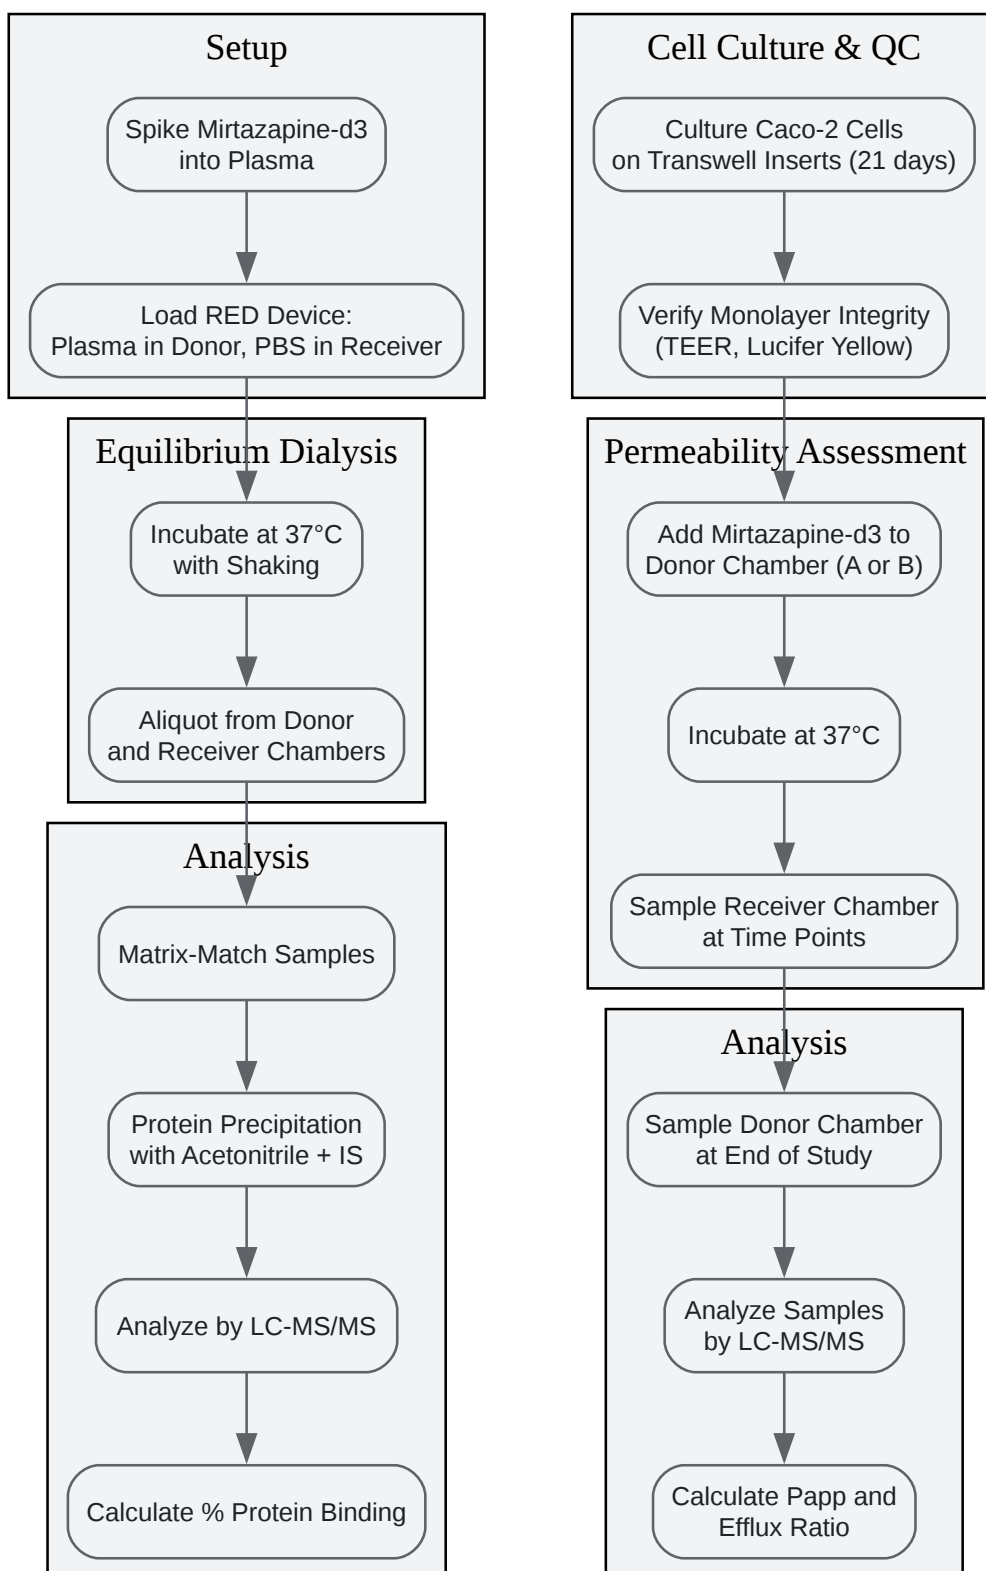 Setup
Spike Mirtazapine-d3
into Plasma
Load RED Device:
Plasma in Donor, PBS in Receiver
Equilibrium Dialysis
Incubate at 37°C
with Shaking
Aliquot from Donor
and Receiver Chambers
Analysis
Matrix-Match Samples
Protein Precipitation
with Acetonitrile + IS
Analyze by LC-MS/MS
Calculate % Protein Binding
Cell Culture & QC
Culture Caco-2 Cells
on Transwell Inserts (21 days)
Verify Monolayer Integrity
(TEER, Lucifer Yellow)
Permeability Assessment
Add Mirtazapine-d3 to
Donor Chamber (A or B)
Incubate at 37°C
Sample Receiver Chamber
at Time Points
Analysis
Sample Donor Chamber
at End of Study
Analyze Samples
by LC-MS/MS
Calculate Papp and
Efflux Ratio